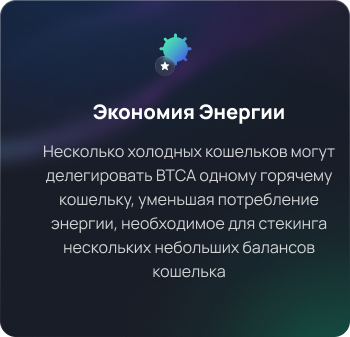 Экономия Энергии
Несколько холодных кошельков могут
делегировать BTCA одному горячему
кошельку, уменьшая потребление
энергии, необходимое для стекинга
нескольких небольших балансов
кошелька